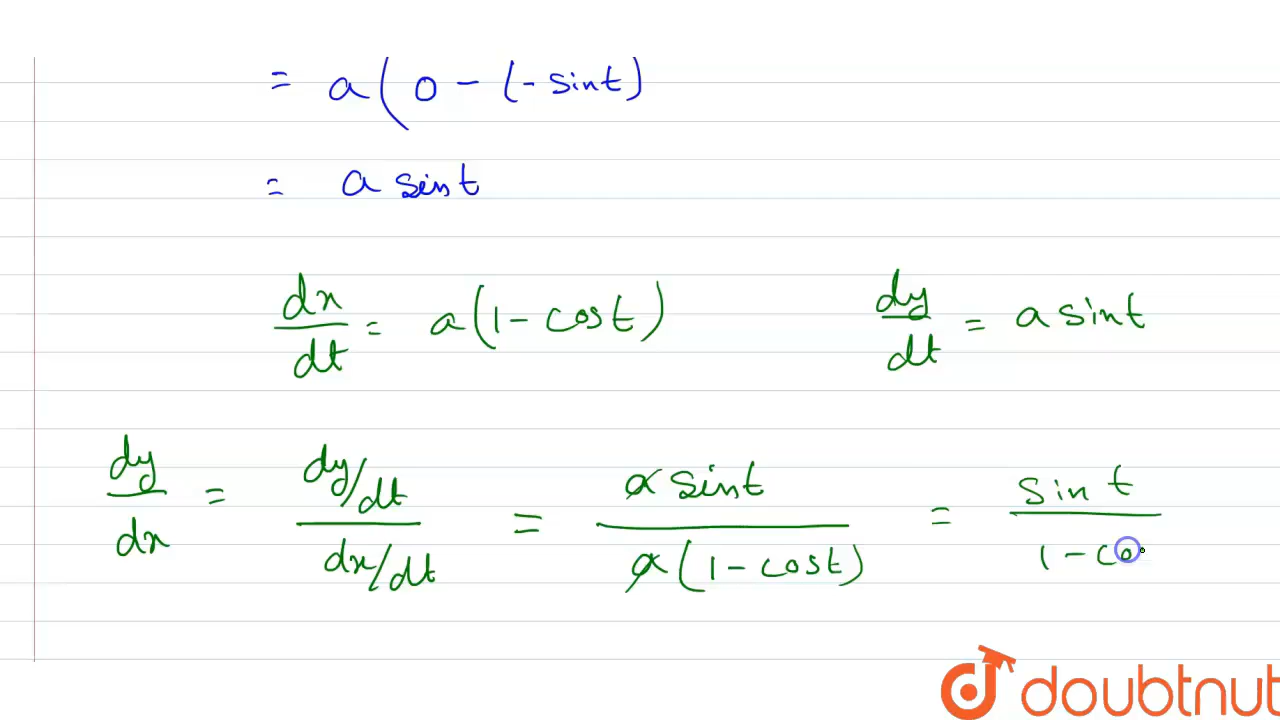 = a(0 - (- sint)
= a sint
dx/dt = a(1 - cost) dy/dt = a sint
dy/dx = dy/dt / dx/dt = a sint / a(1 - cost) = sin t / 1 - co
doubtnut